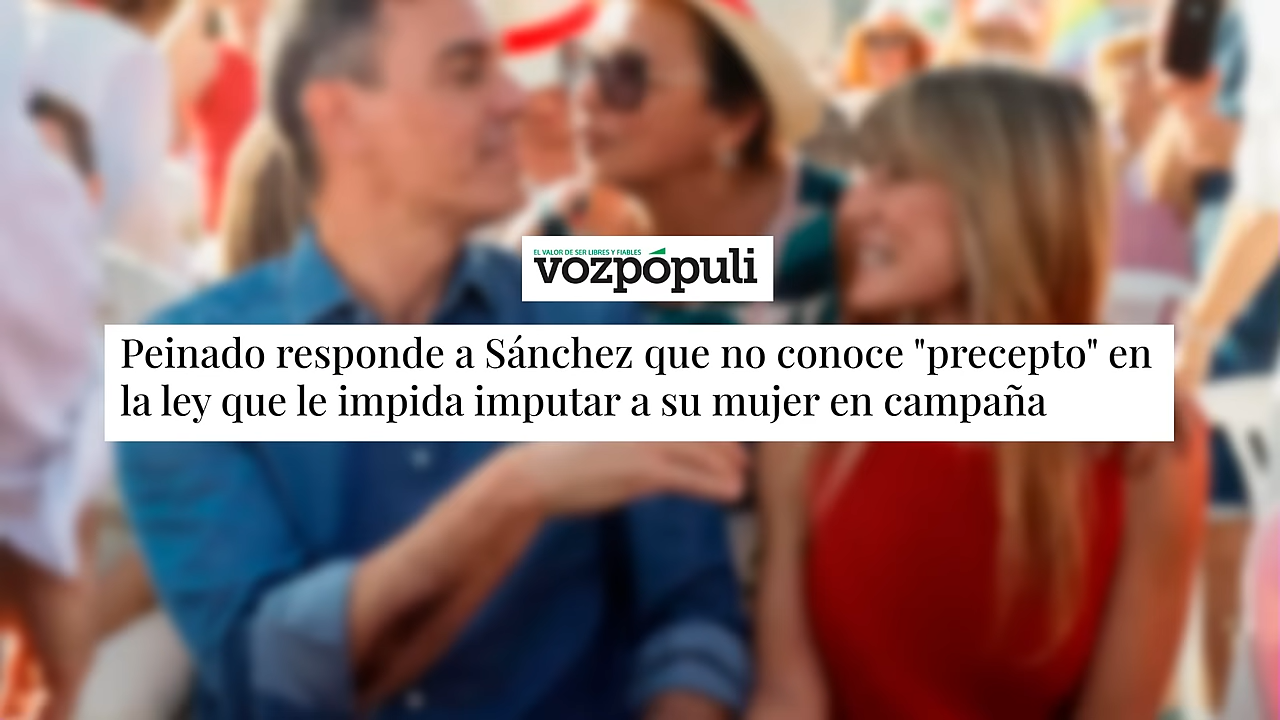 EL VALOR DE SER LIBRES Y FIABLES
vozpópuli
Peinado responde a Sánchez que no conoce "precepto" en
la ley que le impida imputar a su mujer en campaña